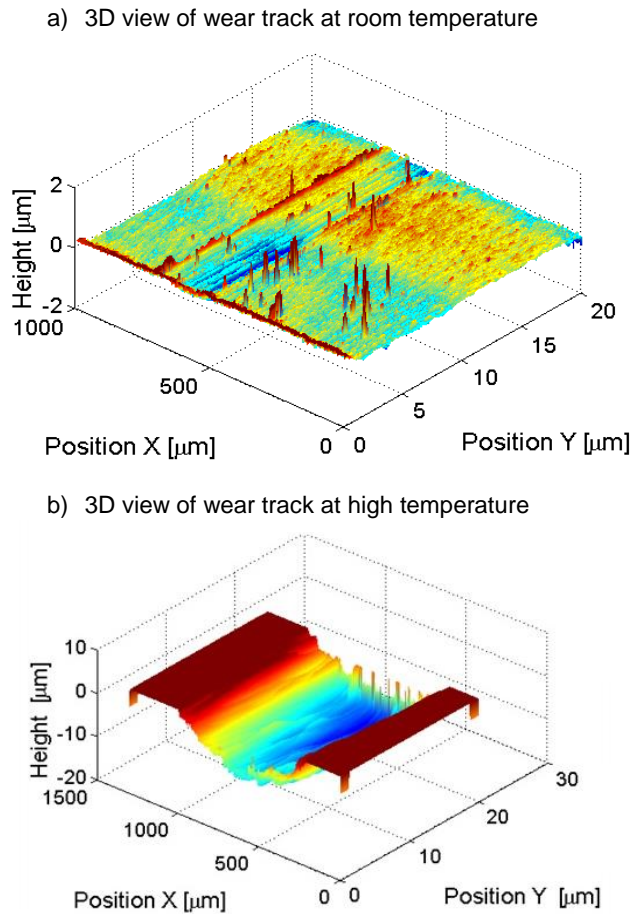 a) 3D view of wear track at room temperature
2
0
-2
Height [μm]
1000
500
0
Position X [μm]
0
5
10
15
20
Position Y [μm]
b) 3D view of wear track at high temperature
10
0
-10
-20
Height [μm]
1500
1000
500
0
Position X [μm]
0
10
20
30
Position Y [μm]